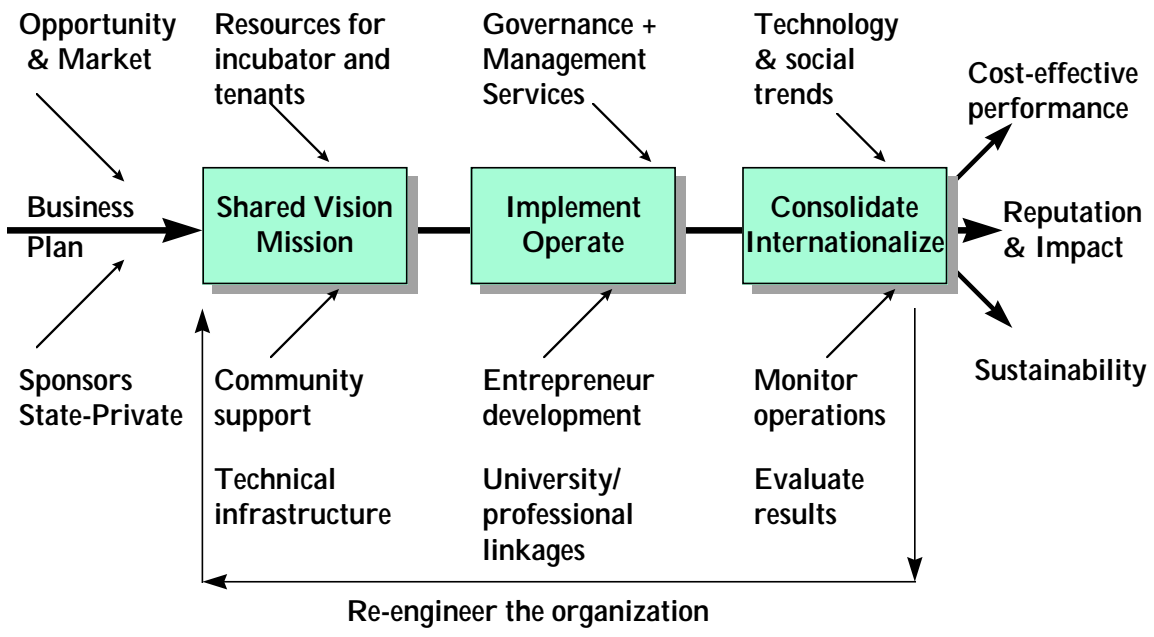 Opportunity
& Market
Resources for
incubator and
tenants
Governance +
Management
Services
Technology
& social
trends
Cost-effective
performance
Business
Plan
Shared Vision
Mission
Implement
Operate
Consolidate
Internationalize
Reputation
& Impact
Sponsors
State-Private
Community
support
Technical
infrastructure
Entrepreneur
development
University/
professional
linkages
Monitor
operations
Evaluate
results
Sustainability
Re-engineer the organization